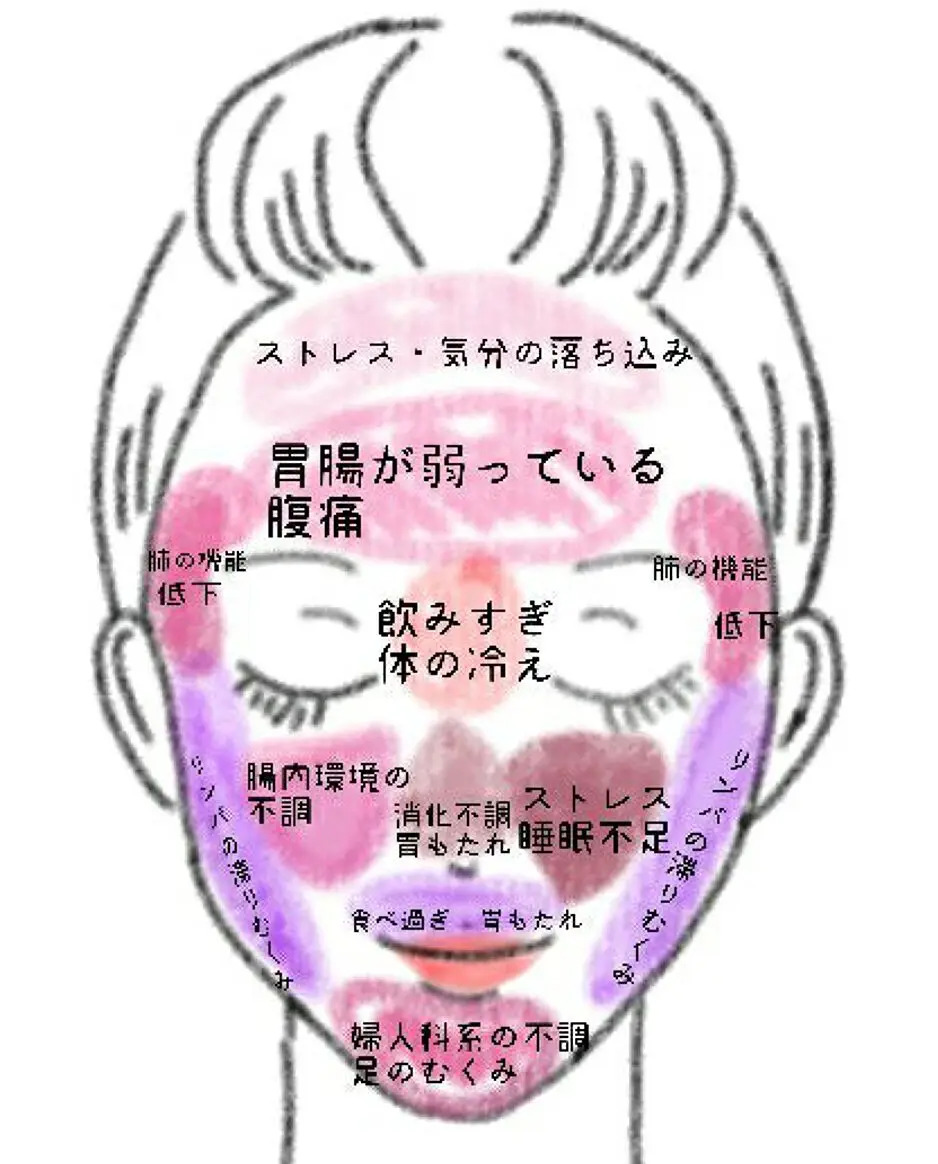 ストレス・気分の落ち込み
胃腸が弱っている
腹痛
肺の機能
低下
肺の機能
低下
飲みすぎ
体の冷え
腸内環境の
不調
消化不調
胃もたれ
ストレス
睡眠不足
リンパの滞りむくみ
リンパの滞りむくみ
食べ過ぎ・胃もたれ
婦人科系の不調
足のむくみ